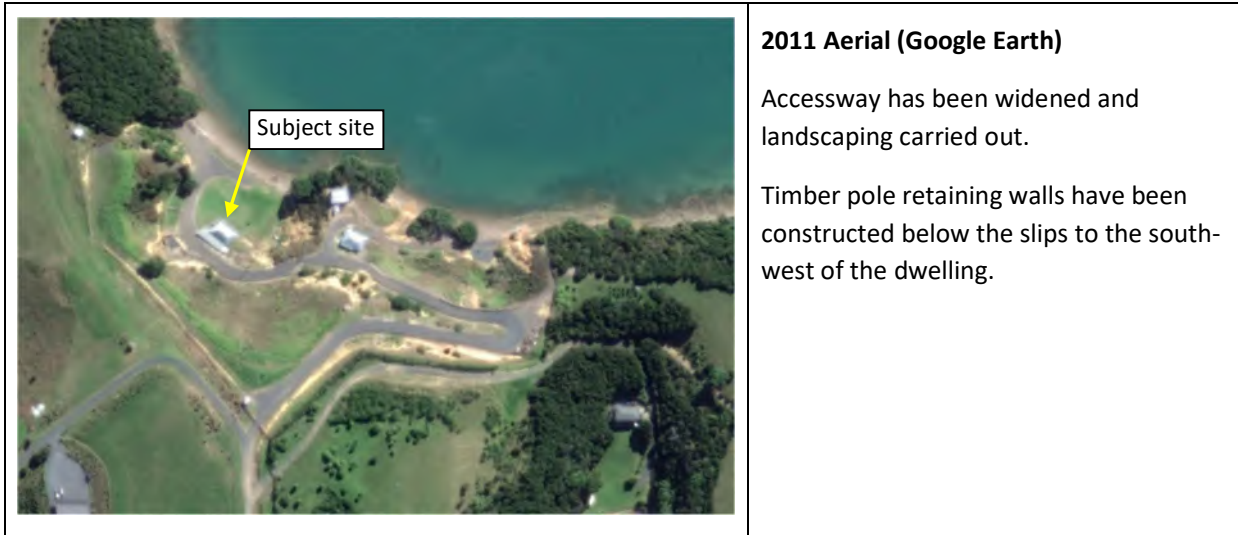 Subject site
2011 Aerial (Google Earth)
Accessway has been widened and
landscaping carried out.
Timber pole retaining walls have been
constructed below the slips to the south-
west of the dwelling.